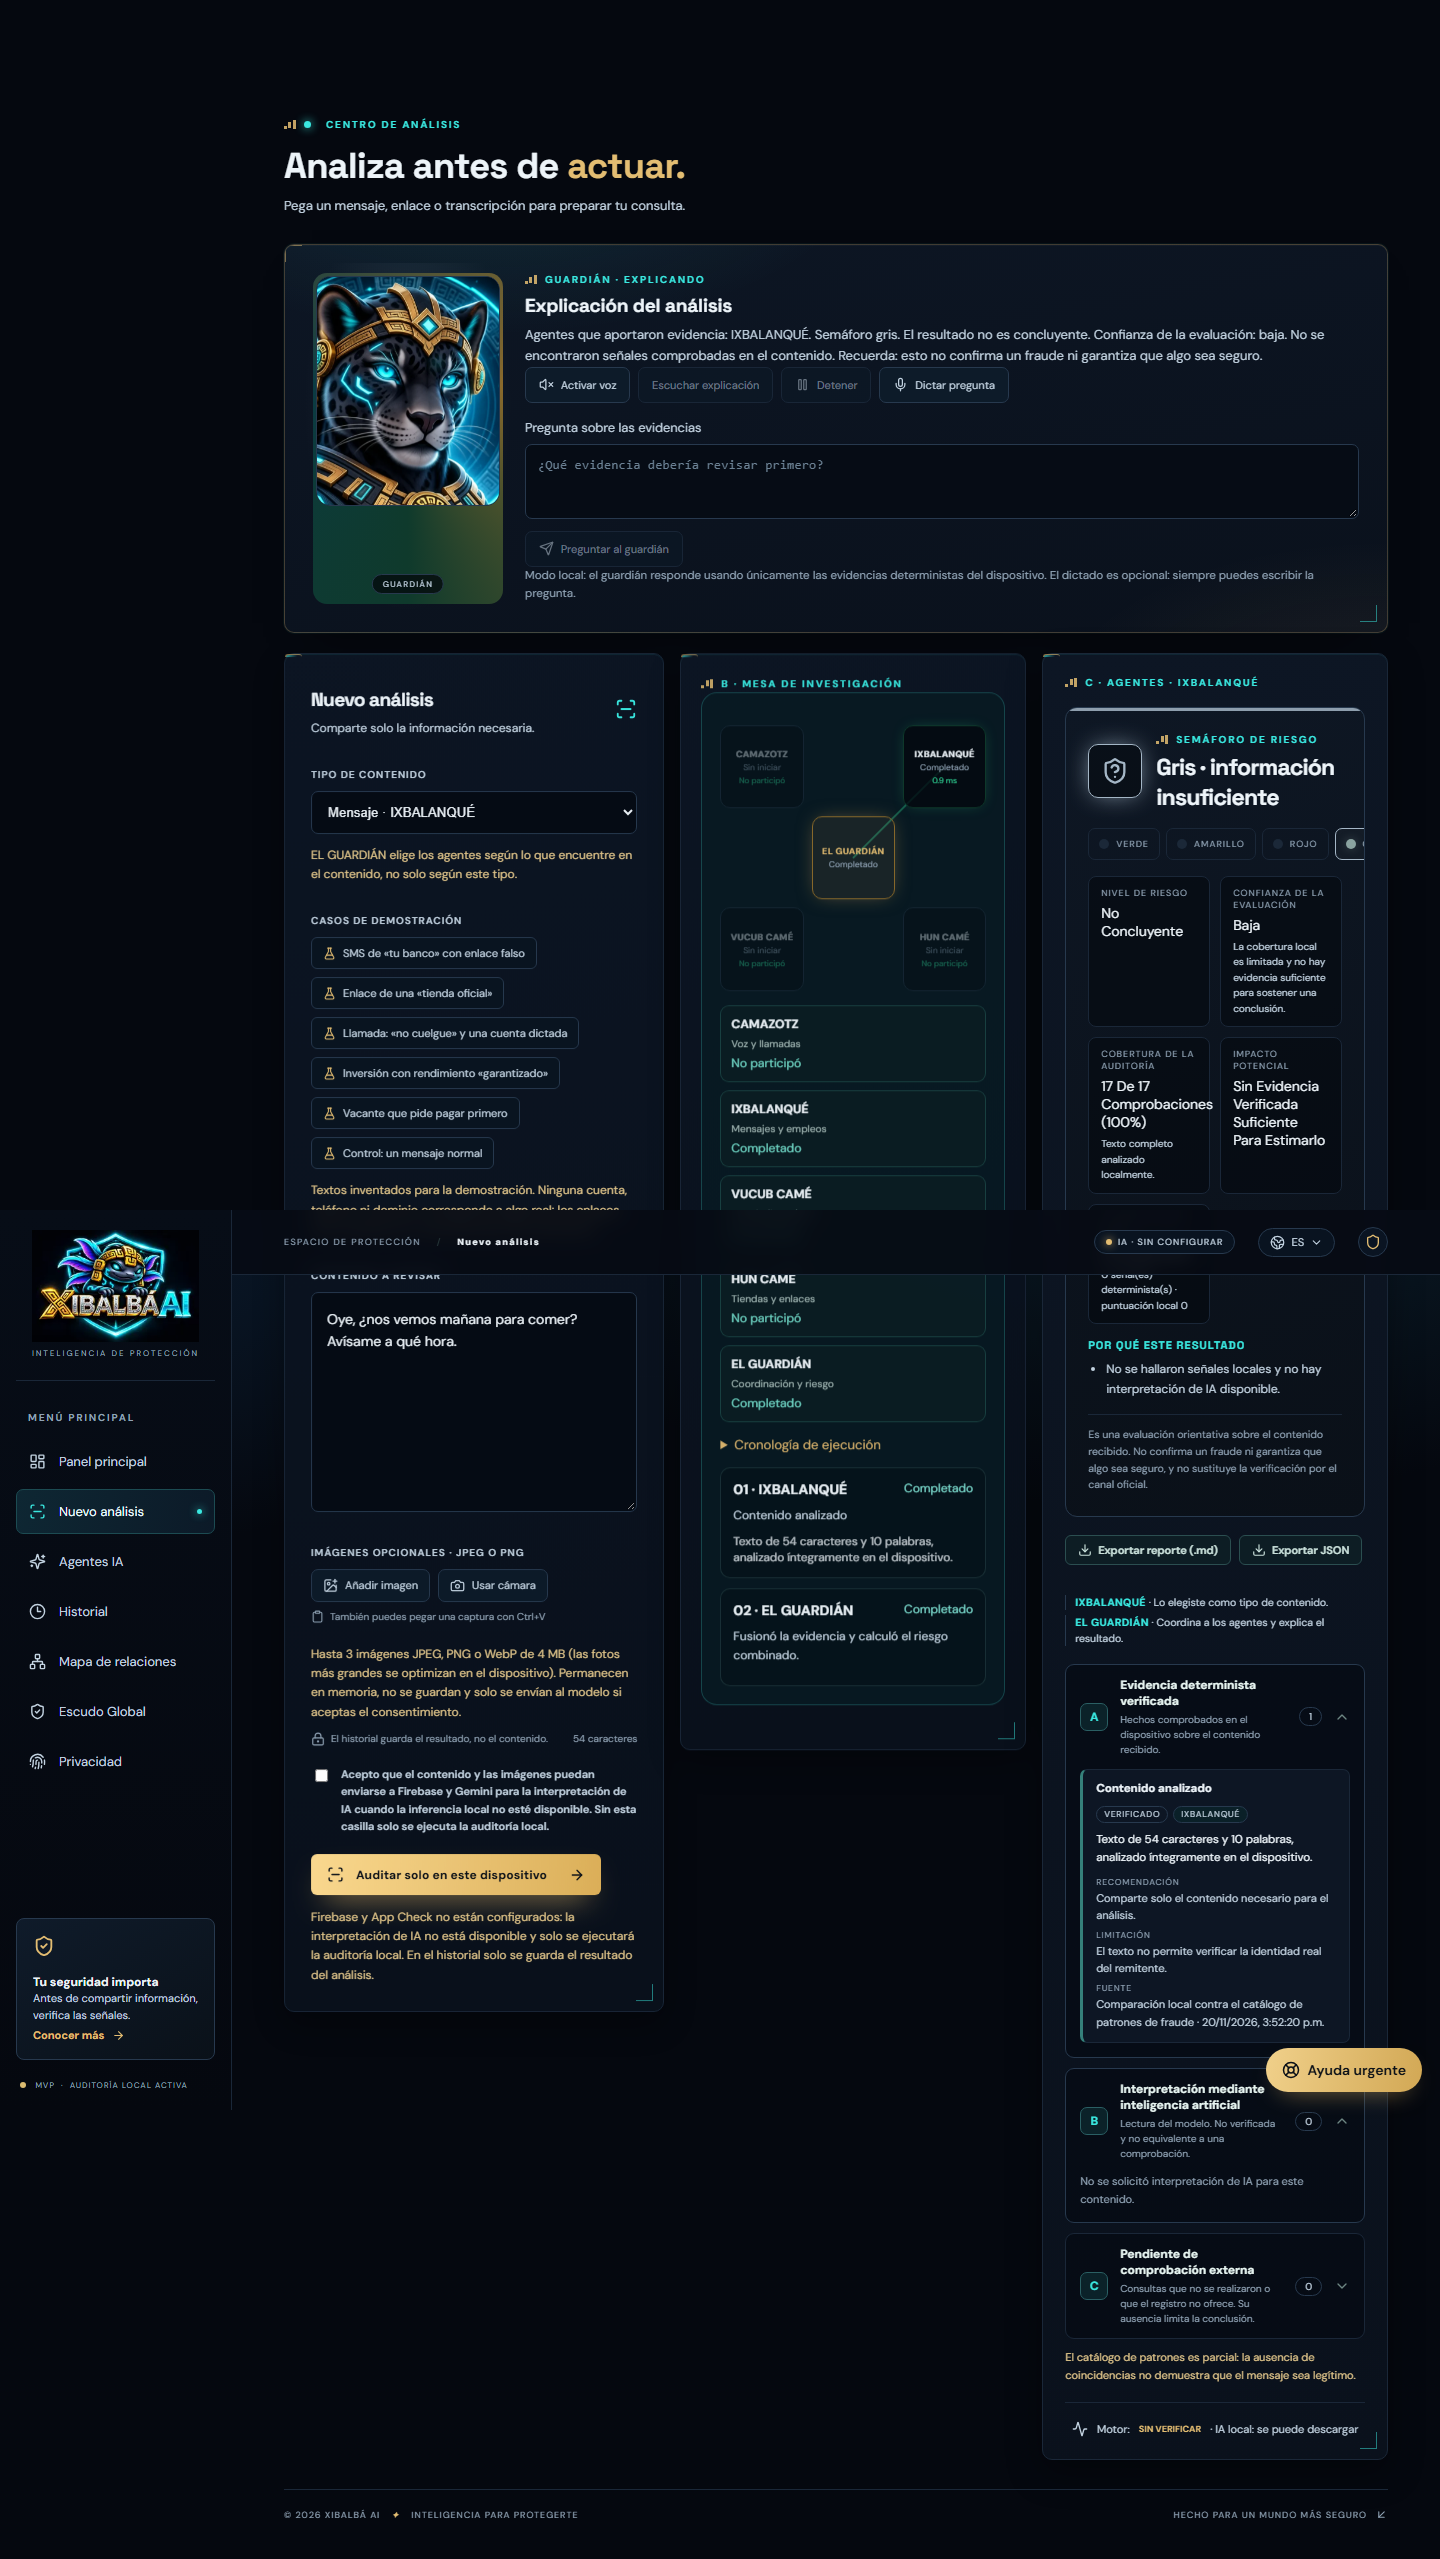 CENTRO DE ANÁLISIS
Analiza antes de actuar.
Pega un mensaje, enlace o transcripción para preparar tu consulta.
GUARDIÁN
GUARDIÁN · EXPLICANDO
Explicación del análisis
Agentes que aportaron evidencia: IXBALANQUÉ. Semáforo gris. El resultado no es concluyente. Confianza de la evaluación: baja. No se
encontraron señales comprobadas en el contenido. Recuerda: esto no confirma un fraude ni garantiza que algo sea seguro.
Activar voz
Escuchar explicación
Detener
Dictar pregunta
Pregunta sobre las evidencias
¿Qué evidencia debería revisar primero?
Preguntar al guardián
Modo local: el guardián responde usando únicamente las evidencias deterministas del dispositivo. El dictado es opcional: siempre puedes escribir la
pregunta.
Nuevo análisis
Comparte solo la información necesaria.
TIPO DE CONTENIDO
Mensaje · IXBALANQUÉ
EL GUARDIÁN elige los agentes según lo que encuentre en
el contenido, no solo según este tipo.
CASOS DE DEMOSTRACIÓN
SMS de «tu banco» con enlace falso
Enlace de una «tienda oficial»
Llamada: «no cuelgue» y una cuenta dictada
Inversión con rendimiento «garantizado»
Vacante que pide pagar primero
Control: un mensaje normal
Textos inventados para la demostración. Ninguna cuenta,
teléfono ni dominio corresponde a algo real: los enlaces
CONTENIDO A REVISAR
Oye, ¿nos vemos mañana para comer?
Avísame a qué hora.
IMÁGENES OPCIONALES · JPEG O PNG
Añadir imagen
Usar cámara
También puedes pegar una captura con Ctrl+V
Hasta 3 imágenes JPEG, PNG o WebP de 4 MB (las fotos
más grandes se optimizan en el dispositivo). Permanecen
en memoria, no se guardan y solo se envían al modelo si
aceptas el consentimiento.
El historial guarda el resultado, no el contenido.
54 caracteres
Acepto que el contenido y las imágenes puedan
enviarse a Firebase y Gemini para la interpretación de
IA cuando la inferencia local no esté disponible. Sin esta
casilla solo se ejecuta la auditoría local.
Auditar solo en este dispositivo
Firebase y App Check no están configurados: la
interpretación de IA no está disponible y solo se ejecutará
la auditoría local. En el historial solo se guarda el resultado
del análisis.
B · MESA DE INVESTIGACIÓN
CAMAZOTZ
Sin iniciar
No participó
IXBALANQUÉ
Completado
0.9 ms
EL GUARDIÁN
Completado
VUCUB CAMÉ
Sin iniciar
No participó
HUN CAMÉ
Sin iniciar
No participó
CAMAZOTZ
Voz y llamadas
No participó
IXBALANQUÉ
Mensajes y empleos
Completado
VUCUB CAMÉ
HUN CAMÉ
Tiendas y enlaces
No participó
EL GUARDIÁN
Coordinación y riesgo
Completado
Cronología de ejecución
01 · IXBALANQUÉ
Completado
Contenido analizado
Texto de 54 caracteres y 10 palabras,
analizado íntegramente en el dispositivo.
02 · EL GUARDIÁN
Completado
Fusionó la evidencia y calculó el riesgo
combinado.
C · AGENTES · IXBALANQUÉ
SEMÁFORO DE RIESGO
Gris · información
insuficiente
VERDE
AMARILLO
ROJO
NIVEL DE RIESGO
No
Concluyente
CONFIANZA DE LA
EVALUACIÓN
Baja
La cobertura local
es limitada y no hay
evidencia suficiente
para sostener una
conclusión.
COBERTURA DE LA
AUDITORÍA
17 De 17
Comprobaciones
(100%)
Texto completo
analizado
localmente.
IMPACTO
POTENCIAL
Sin Evidencia
Verificada
Suficiente
Para Estimarlo
0 señal(es)
determinista(s) ·
puntuación local 0
POR QUÉ ESTE RESULTADO
• No se hallaron señales locales y no hay
interpretación de IA disponible.
Es una evaluación orientativa sobre el contenido
recibido. No confirma un fraude ni garantiza que
algo sea seguro, y no sustituye la verificación por el
canal oficial.
Exportar reporte (.md)
Exportar JSON
IXBALANQUÉ · Lo elegiste como tipo de contenido.
EL GUARDIÁN · Coordina a los agentes y explica el
resultado.
A
Evidencia determinista
verificada
Hechos comprobados en el
dispositivo sobre el contenido
recibido.
1
Contenido analizado
VERIFICADO
IXBALANQUÉ
Texto de 54 caracteres y 10 palabras,
analizado íntegramente en el dispositivo.
RECOMENDACIÓN
Comparte solo el contenido necesario para el
análisis.
LIMITACIÓN
El texto no permite verificar la identidad real
del remitente.
FUENTE
Comparación local contra el catálogo de
patrones de fraude · 20/11/2026, 3:52:20 p.m.
B
Interpretación mediante
inteligencia artificial
Lectura del modelo. No verificada
y no equivalente a una
comprobación.
0
No se solicitó interpretación de IA para este
contenido.
C
Pendiente de
comprobación externa
Consultas que no se realizaron o
que el registro no ofrece. Su
ausencia limita la conclusión.
0
El catálogo de patrones es parcial: la ausencia de
coincidencias no demuestra que el mensaje sea legítimo.
Motor: SIN VERIFICAR · IA local: se puede descargar
Ayuda urgente
XIBALBÁ AI
INTELIGENCIA DE PROTECCIÓN
ESPACIO DE PROTECCIÓN / Nuevo análisis
IA · SIN CONFIGURAR
ES
MENÚ PRINCIPAL
Panel principal
Nuevo análisis
Agentes IA
Historial
Mapa de relaciones
Escudo Global
Privacidad
Tu seguridad importa
Antes de compartir información,
verifica las señales.
Conocer más
MVP · AUDITORÍA LOCAL ACTIVA
© 2026 XIBALBÁ AI
INTELIGENCIA PARA PROTEGERTE
HECHO PARA UN MUNDO MÁS SEGURO